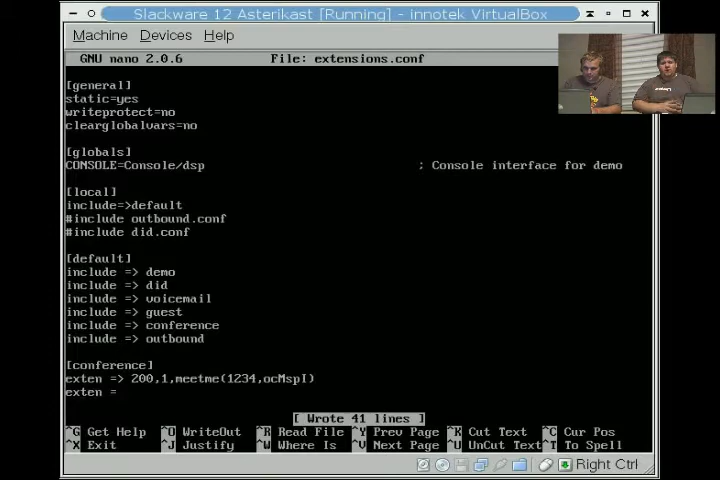 Slackware 12 Asterikast [Running] - innotek VirtualBox
Machine Devices Help
GNU nano 2.0.6 File: extensions.conf
[general]
static=yes
writeprotect=no
clearglobalvars=no
[globals]
CONSOLE=Console/dsp ; Console interface for demo
[local]
include=>default
#include outbound.conf
#include did.conf
[default]
include => demo
include => did
include => voicemail
include => guest
include => conference
include => outbound
[conference]
exten => 200,1,meetme(1234,ocMspI)
exten =
[ Wrote 41 lines ]
^G Get Help ^O WriteOut ^R Read File ^Y Prev Page ^K Cut Text ^C Cur Pos
^X Exit ^J Justify ^W Where Is ^V Next Page ^U UnCut Text ^T To Spell
Right Ctrl